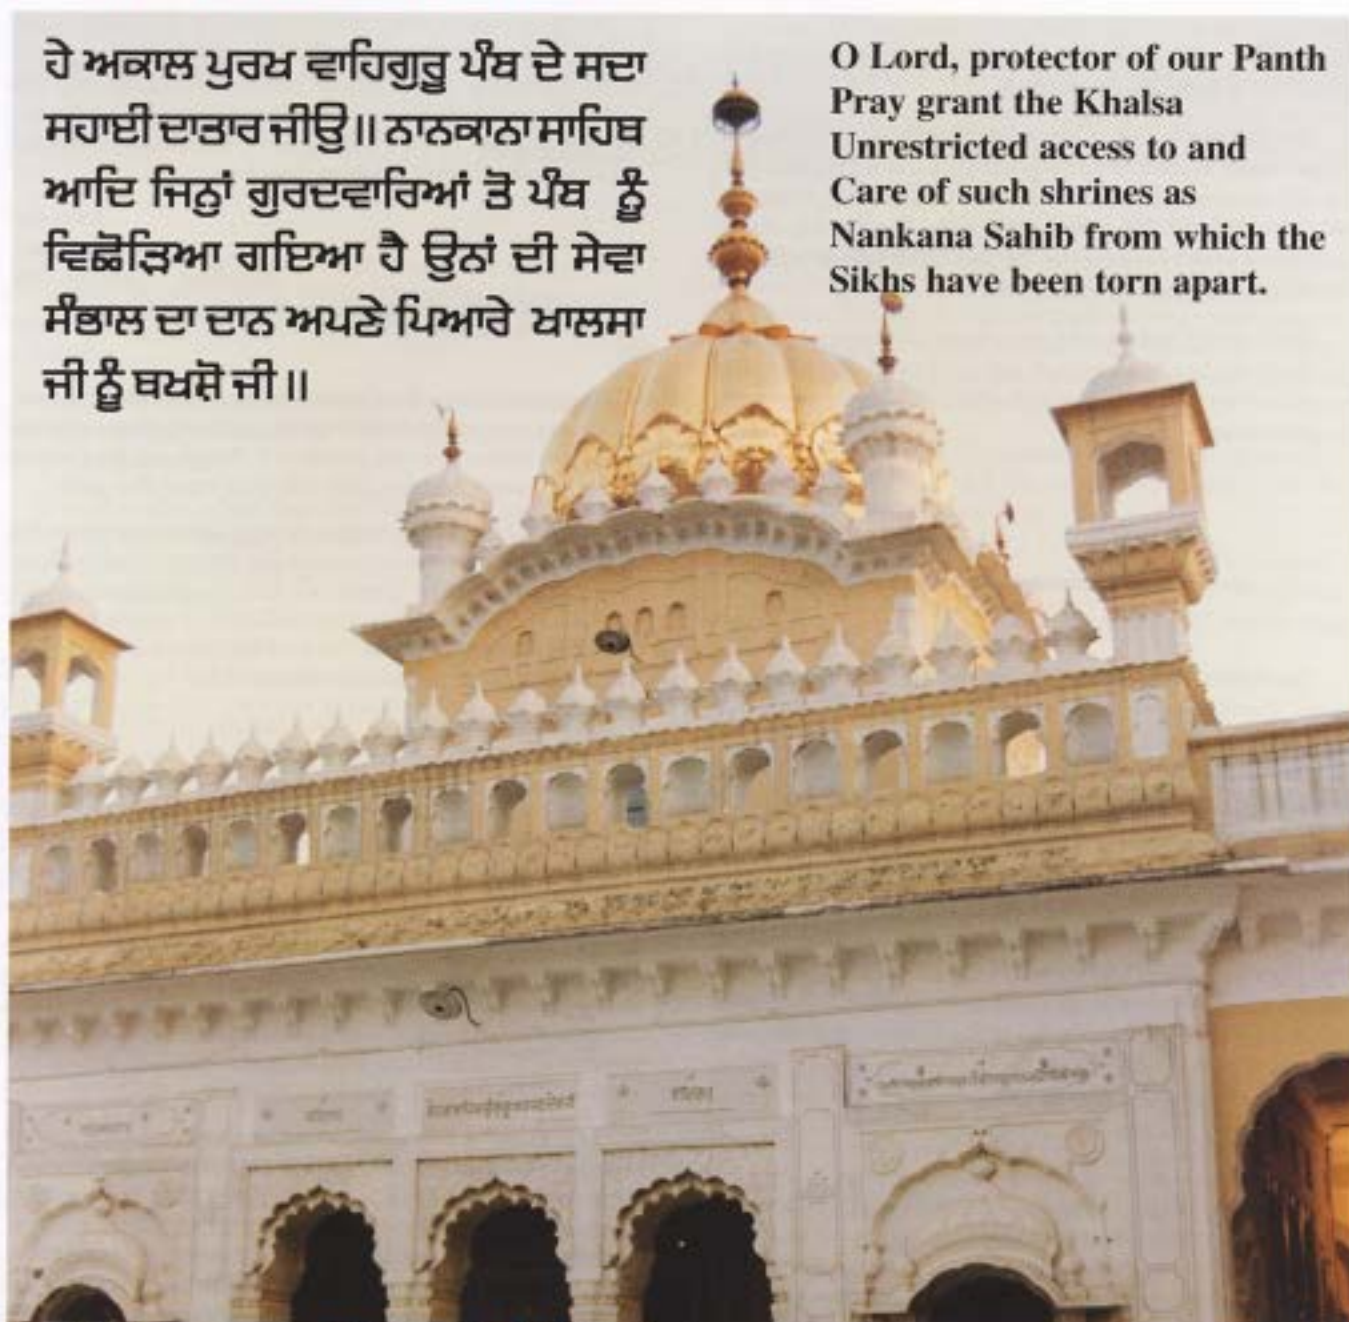 ਹੇ ਅਕਾਲ ਪੁਰਖ ਵਾਹਿਗੁਰੂ ਪੰਥ ਦੇ ਸਦਾ
ਸਹਾਈ ਦਾਤਾਰ ਜੀਉ॥ ਨਾਨਕਾਨਾ ਸਾਹਿਬ
ਆਦਿ ਜਿਨ੍ਹਾਂ ਗੁਰਦਵਾਰਿਆਂ ਤੋ ਪੰਥ ਨੂੰ
ਵਿਛੋੜਿਆ ਗਇਆ ਹੈ ਉਨਾਂ ਦੀ ਸੇਵਾ
ਸੰਭਾਲ ਦਾ ਦਾਨ ਅਪਣੇ ਪਿਆਰੇ ਖਾਲਸਾ
ਜੀ ਨੂੰ ਬਖਸ਼ੋ ਜੀ॥
O Lord, protector of our Panth
Pray grant the Khalsa
Unrestricted access to and
Care of such shrines as
Nankana Sahib from which the
Sikhs have been torn apart.